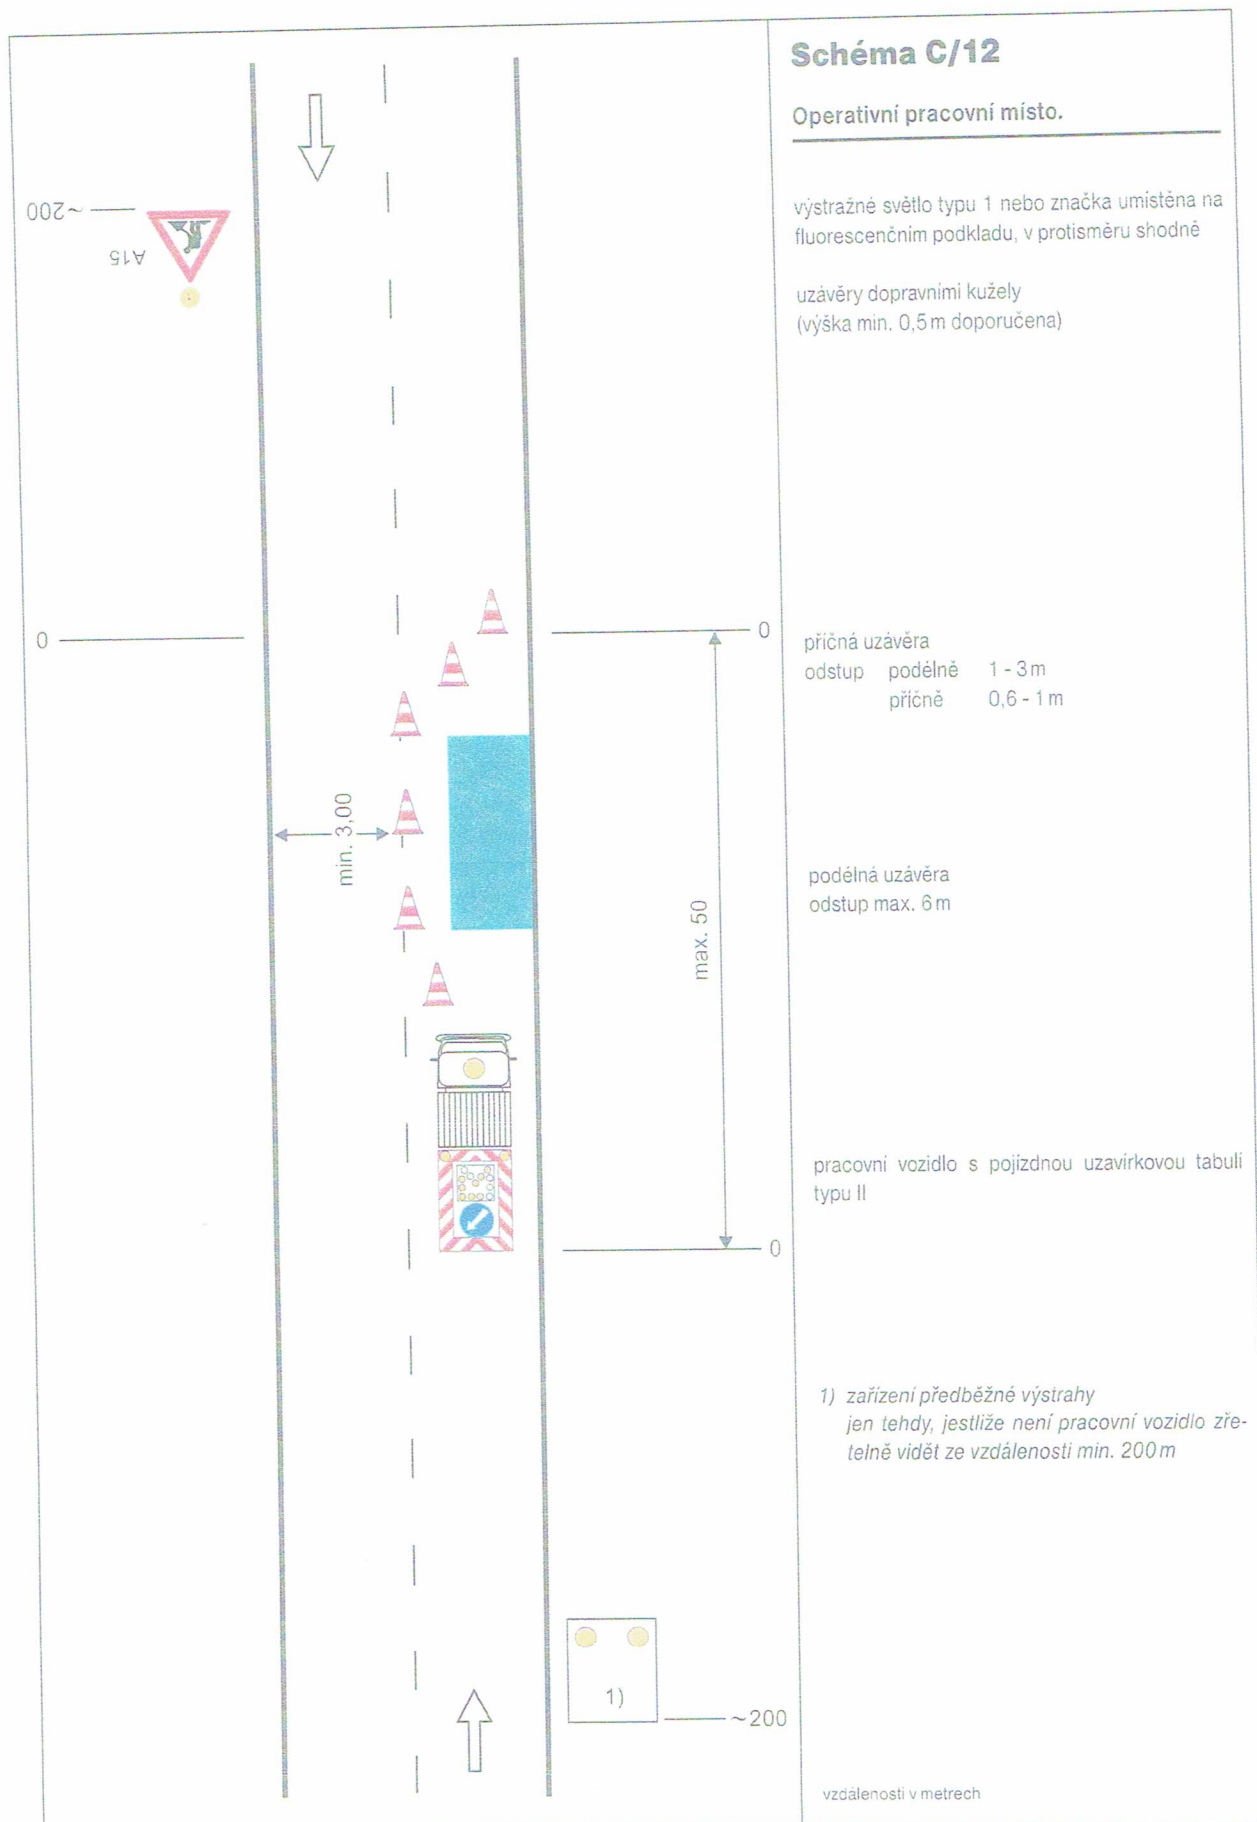 Schéma C/12
Operativní pracovní místo.
výstražné světlo typu 1 nebo značka umístěna na
fluorescenčním podkladu, v protisměru shodně
uzávěry dopravními kužely
(výška min. 0,5 m doporučena)
~200
A15
0
0
příčná uzávěra
odstup podélně 1 - 3 m
příčně 0,6 - 1 m
min. 3,00
max. 50
podélná uzávěra
odstup max. 6 m
pracovní vozidlo s pojízdnou uzavírkovou tabulí
typu II
0
1) zařízení předběžné výstrahy
jen tehdy, jestliže není pracovní vozidlo zře-
telně vidět ze vzdálenosti min. 200 m
1)
~200
vzdálenosti v metrech